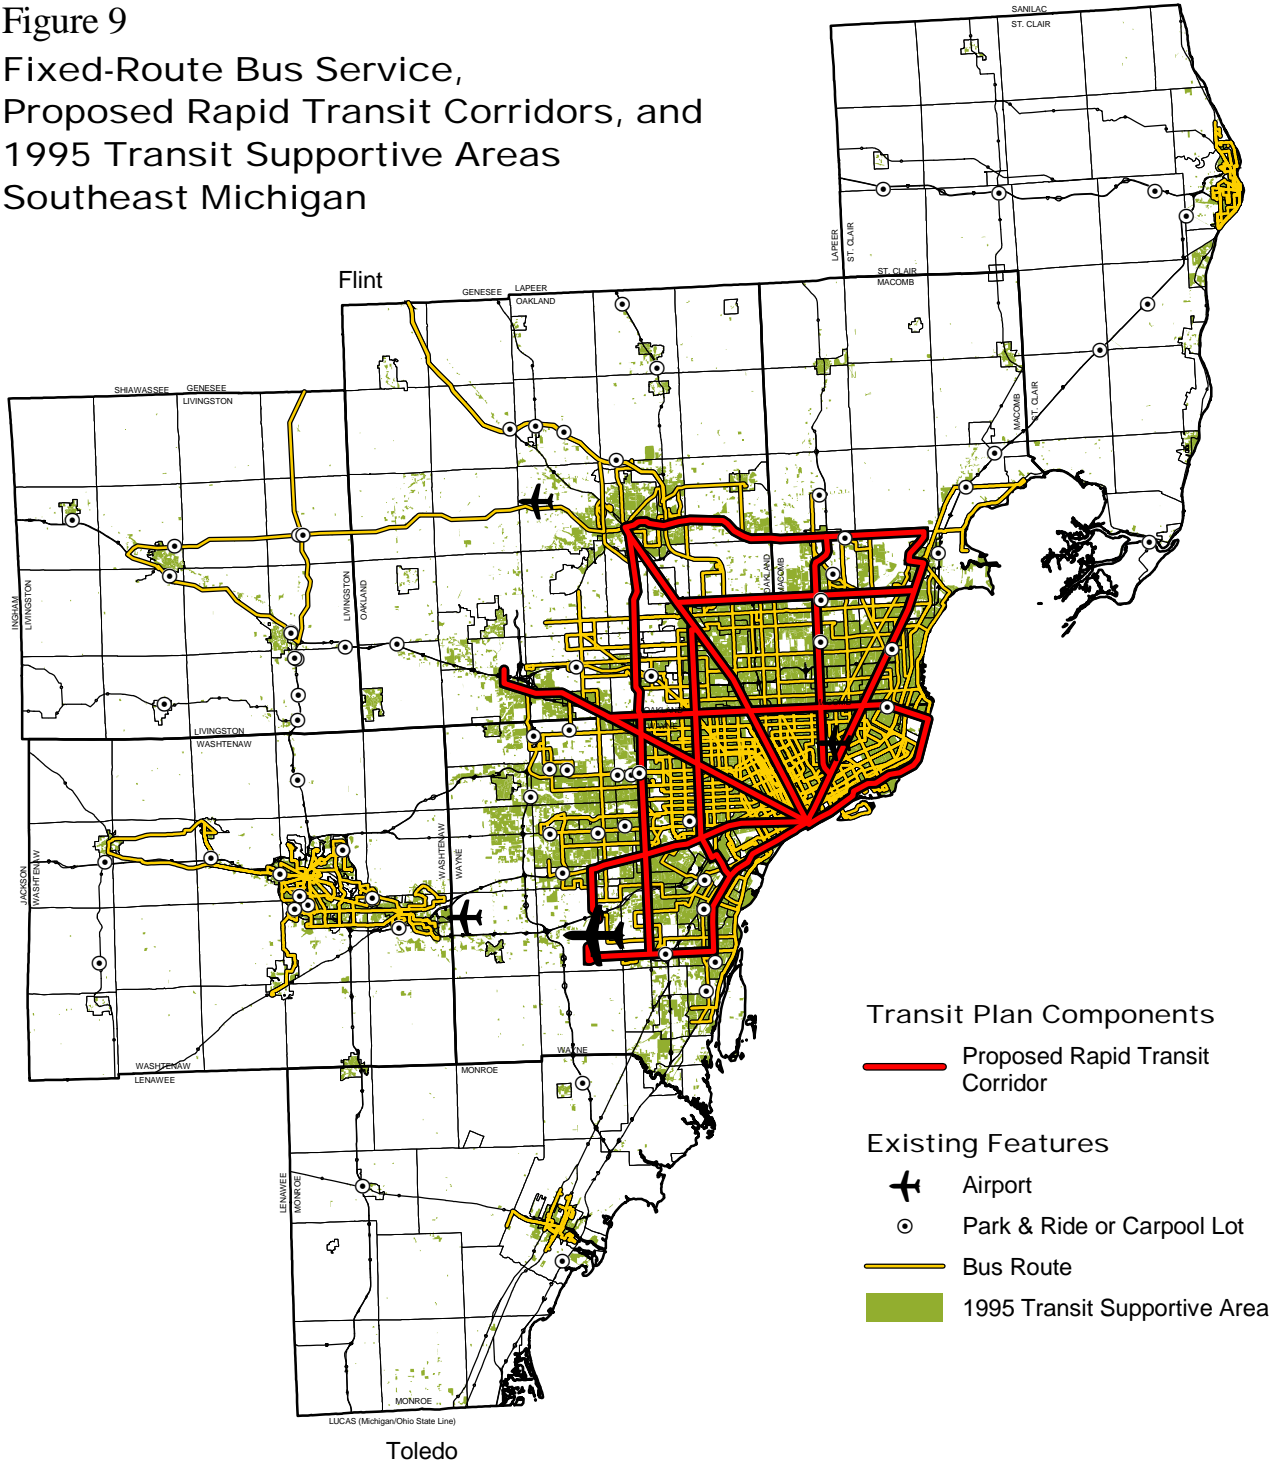 Figure 9
Fixed-Route Bus Service,
Proposed Rapid Transit Corridors, and
1995 Transit Supportive Areas
Southeast Michigan
SANILAC
ST. CLAIR
LAPEER
ST. CLAIR
Flint
GENESEE
LAPEER
OAKLAND
ST. CLAIR
MACOMB
SHIAWASSEE
GENESEE
LIVINGSTON
MACOMB
ST. CLAIR
INGHAM
LIVINGSTON
LIVINGSTON
OAKLAND
OAKLAND
MACOMB
OAKLAND
WAYNE
LIVINGSTON
WASHTENAW
JACKSON
WASHTENAW
WASHTENAW
WAYNE
WASHTENAW
LENAWEE
WAYNE
MONROE
LENAWEE
MONROE
MONROE
LUCAS (Michigan/Ohio State Line)
Toledo
Transit Plan Components
Proposed Rapid Transit
Corridor
Existing Features
Airport
Park & Ride or Carpool Lot
Bus Route
1995 Transit Supportive Area